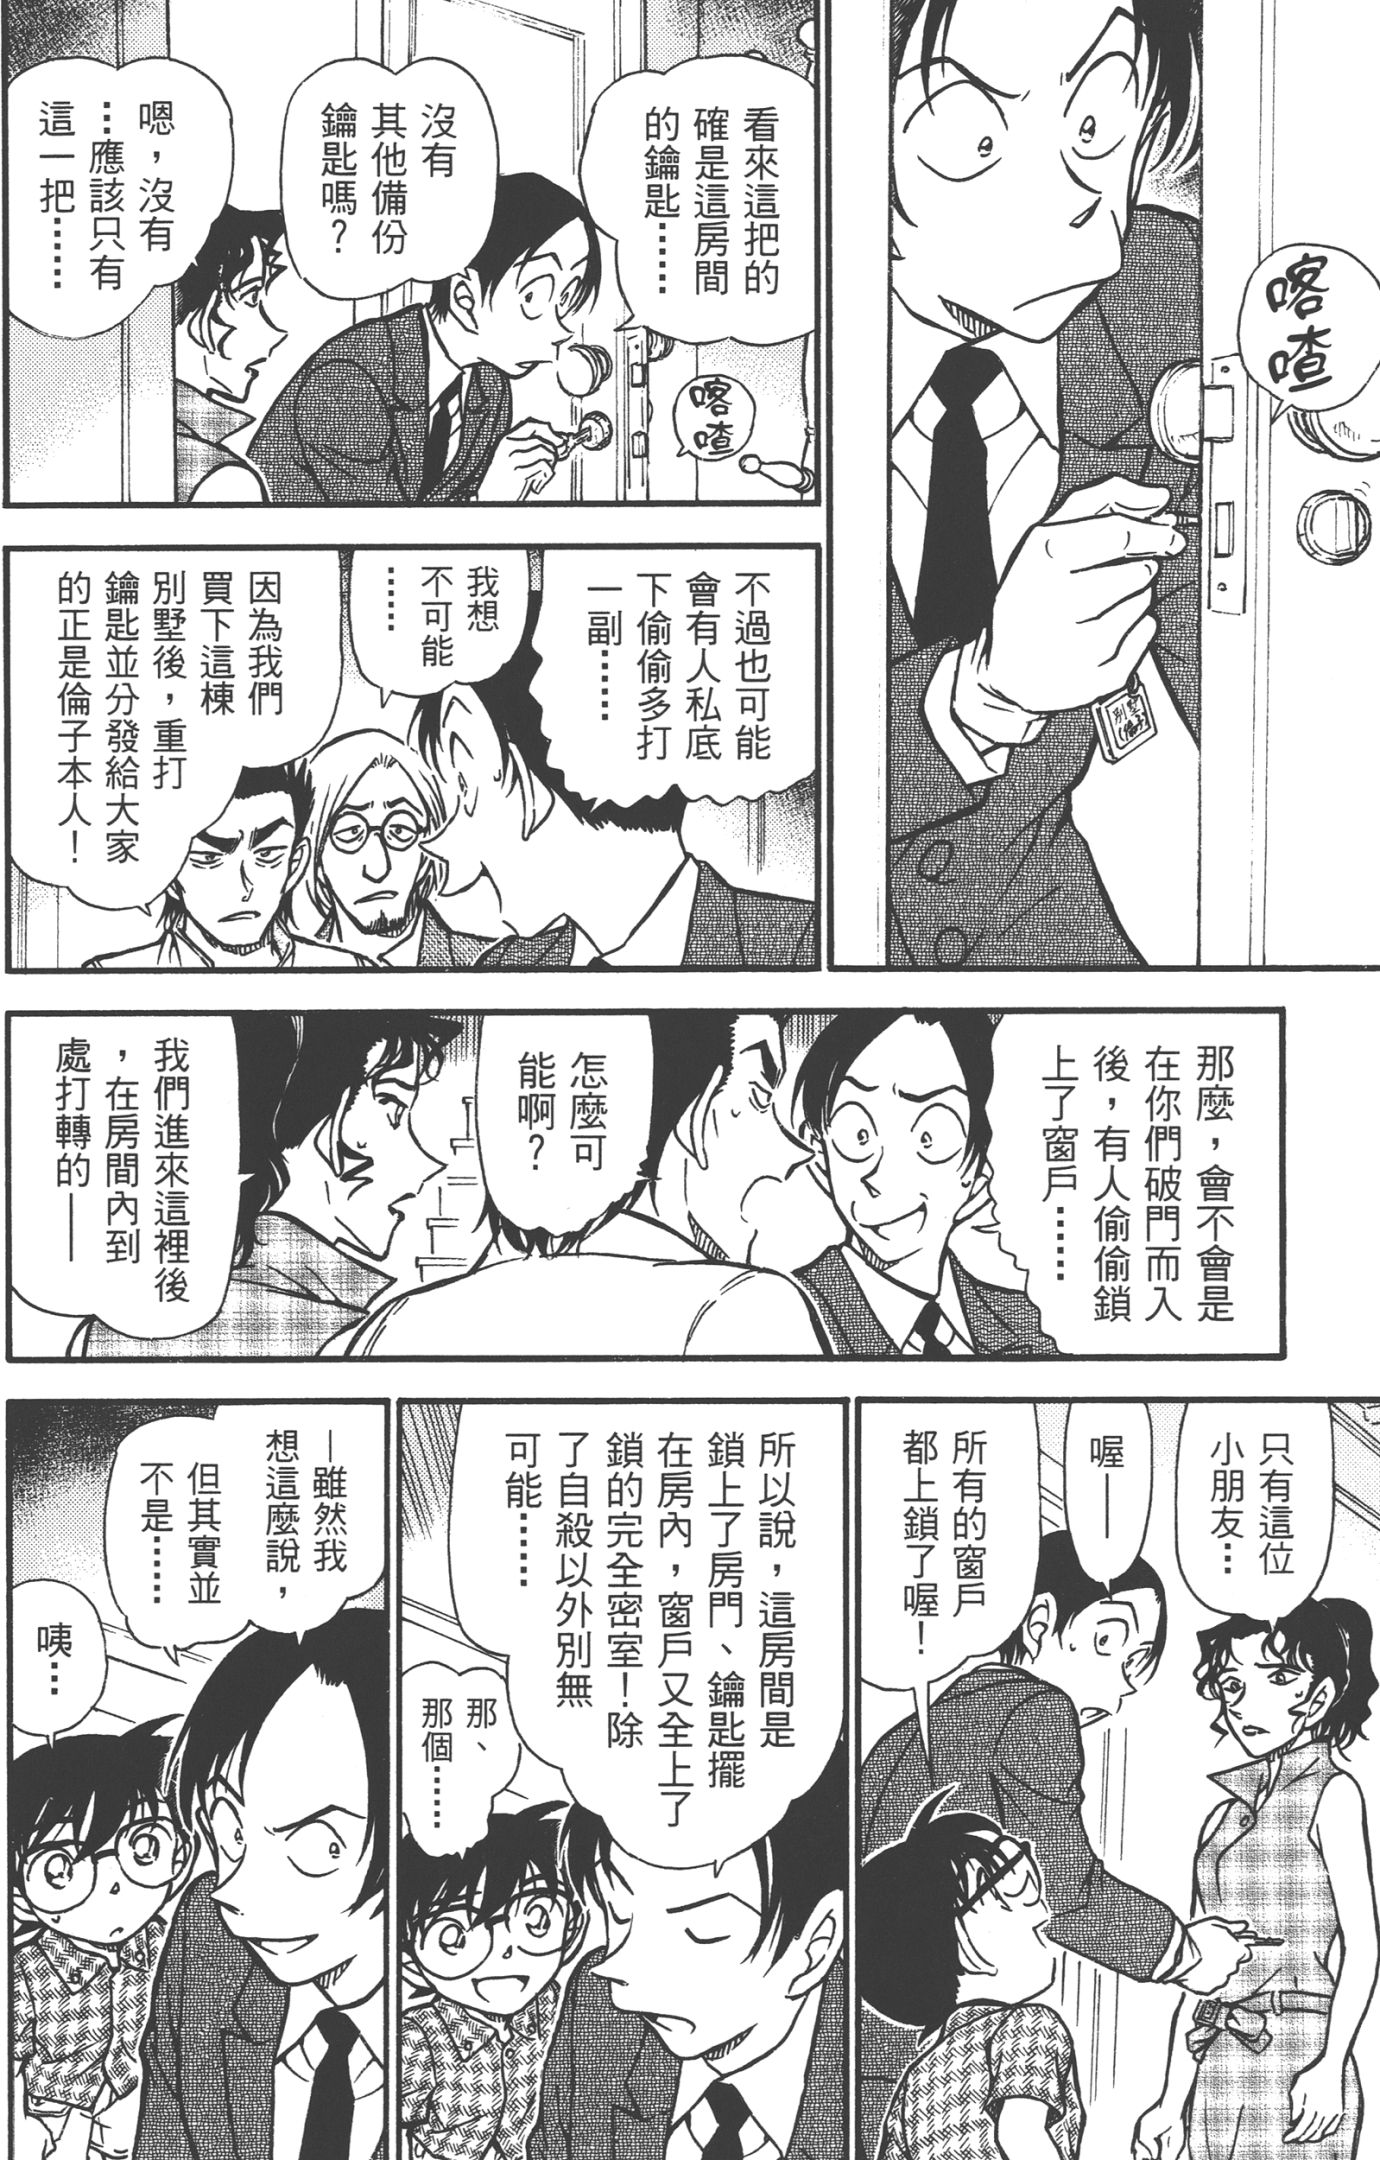 喀
喳
別墅
(倫子)
看來這把的
確是這房間
的鑰匙……
喀
喳
沒有
其他備份
鑰匙嗎？
嗯，沒有
…應該只有
這一把……
不過也可能
會有人私底
下偷偷多打
一副……
我想
不可能
……
因為我們
買下這棟
別墅後，重打
鑰匙並分發給大家
的正是倫子本人！
那麼，會不會是
在你們破門而入
後，有人偷偷鎖
上了窗戶……
怎麼可
能啊？
我們進來這裡後
，在房間內到
處打轉的——
只有這位
小朋友…
喔—
所有的窗戶
都上鎖了喔！
所以說，這房間是
鎖上了房門、鑰匙擺
在房內，窗戶又全上了
鎖的完全密室！除
了自殺以外別無
可能……
那、
那個……
—雖然我
想這麼說，
但其實並
不是……
咦…